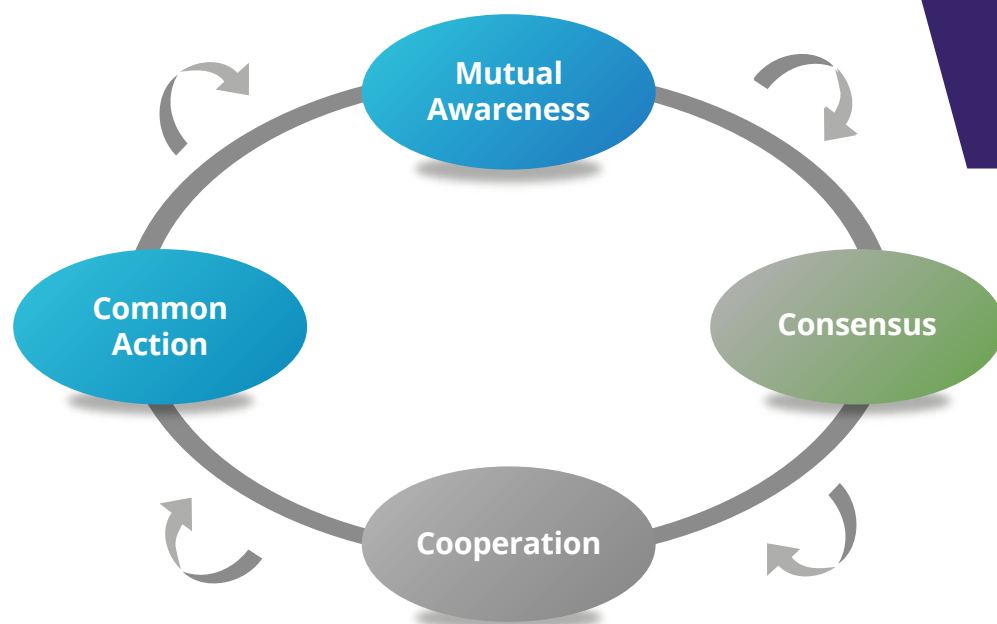 Mutual
Awareness
Common
Action
Consensus
Cooperation